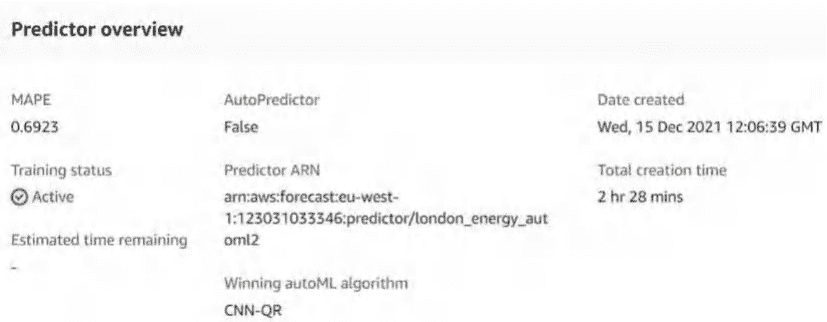 Predictor overview
MAPE
0.6923
AutoPredictor
False
Date created
Wed, 15 Dec 2021 12:06:39 GMT
Training status
Active
Predictor ARN
arn:aws:forecast:eu-west-
1:123031033346:predictor/london_energy_aut
oml2
Total creation time
2 hr 28 mins
Estimated time remaining
-
Winning autoML algorithm
CNN-QR